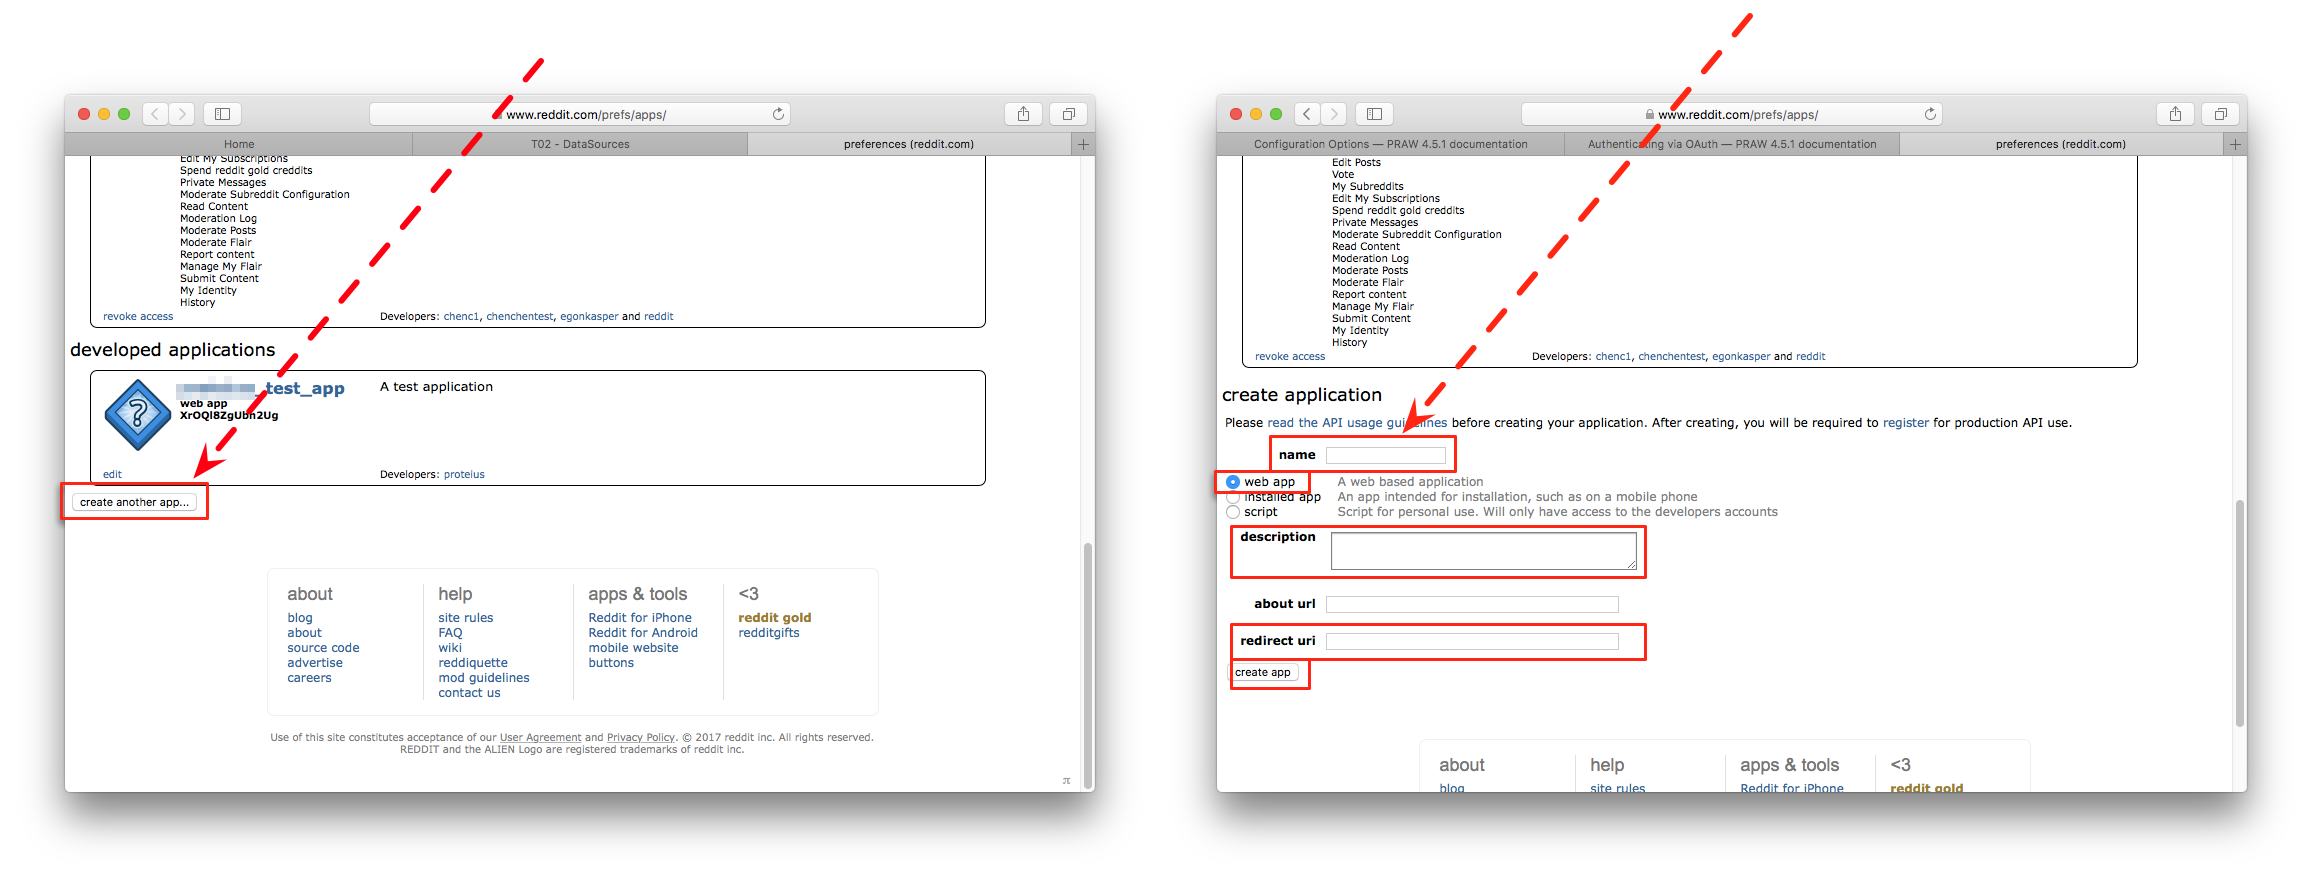 www.reddit.com/prefs/apps/
Home
T02 - DataSources
preferences (reddit.com)
Edit My Subscriptions
Spend reddit gold creddits
Private Messages
Moderate Subreddit Configuration
Read Content
Moderation Log
Moderate Posts
Moderate Flair
Report content
Manage My Flair
Submit Content
My Identity
History
revoke access
Developers: chenc1, chenchentest, egonkasper and reddit
developed applications
_test_app
A test application
web app
XrOQl8ZgUbn2Ug
edit
Developers: proteius
create another app...
about
blog
about
source code
advertise
careers
help
site rules
FAQ
wiki
reddiquette
mod guidelines
contact us
apps & tools
Reddit for iPhone
Reddit for Android
mobile website
buttons
<3
reddit gold
redditgifts
Use of this site constitutes acceptance of our User Agreement and Privacy Policy. © 2017 reddit inc. All rights reserved.
REDDIT and the ALIEN Logo are registered trademarks of reddit inc.
π
www.reddit.com/prefs/apps/
Configuration Options — PRAW 4.5.1 documentation
Authenticating via OAuth — PRAW 4.5.1 documentation
preferences (reddit.com)
Edit Posts
Vote
My Subreddits
Edit My Subscriptions
Spend reddit gold creddits
Private Messages
Moderate Subreddit Configuration
Read Content
Moderation Log
Moderate Posts
Moderate Flair
Report content
Manage My Flair
Submit Content
My Identity
History
revoke access
Developers: chenc1, chenchentest, egonkasper and reddit
create application
Please read the API usage guidelines before creating your application. After creating, you will be required to register for production API use.
name
web app A web based application
installed app An app intended for installation, such as on a mobile phone
script Script for personal use. Will only have access to the developers accounts
description
about url
redirect uri
create app
about
blog
help
site rules
apps & tools
Reddit for iPhone
<3
reddit gold